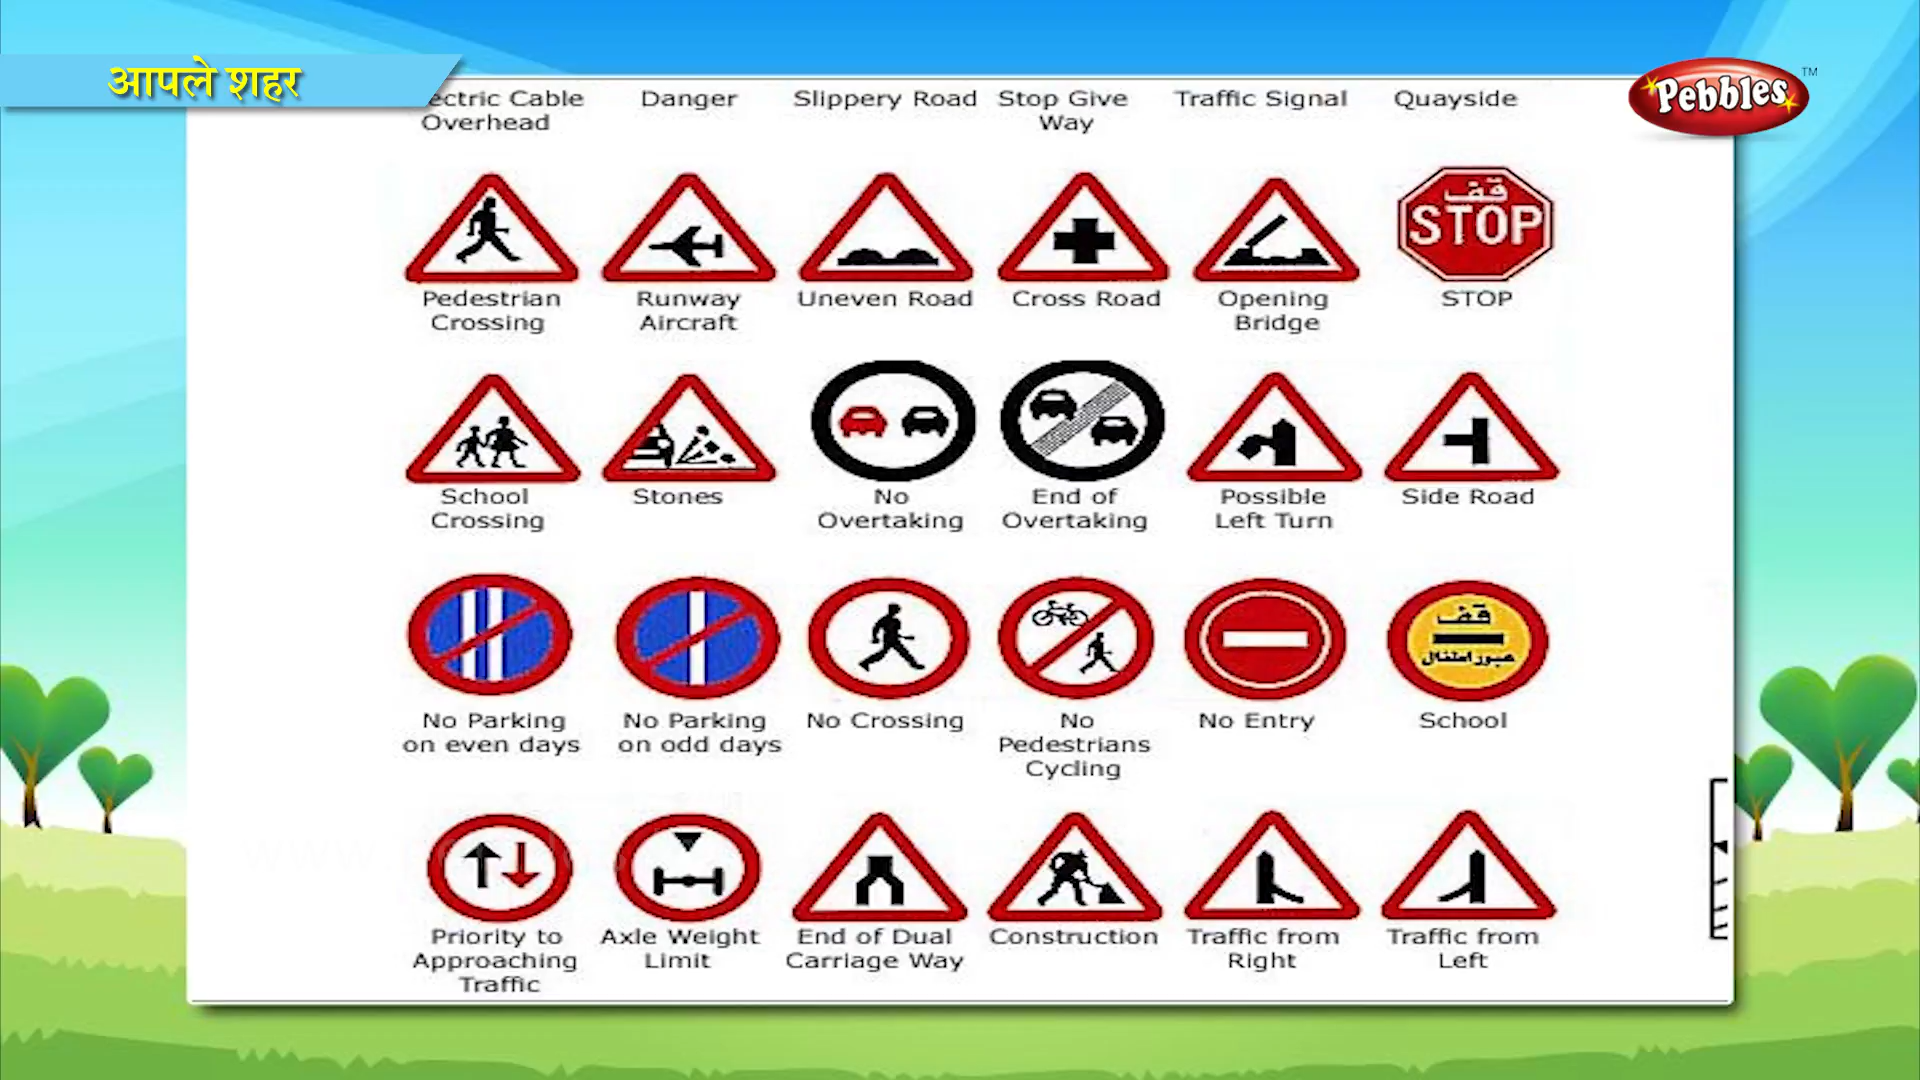 आपले शहर
Pebbles
TM
ectric Cable Overhead
Danger
Slippery Road
Stop Give Way
Traffic Signal
Quayside
قف
STOP
Pedestrian Crossing
Runway Aircraft
Uneven Road
Cross Road
Opening Bridge
STOP
School Crossing
Stones
No Overtaking
End of Overtaking
Possible Left Turn
Side Road
قف
عبور استنال
No Parking on even days
No Parking on odd days
No Crossing
No Pedestrians Cycling
No Entry
School
Priority to Approaching Traffic
Axle Weight Limit
End of Dual Carriage Way
Construction
Traffic from Right
Traffic from Left